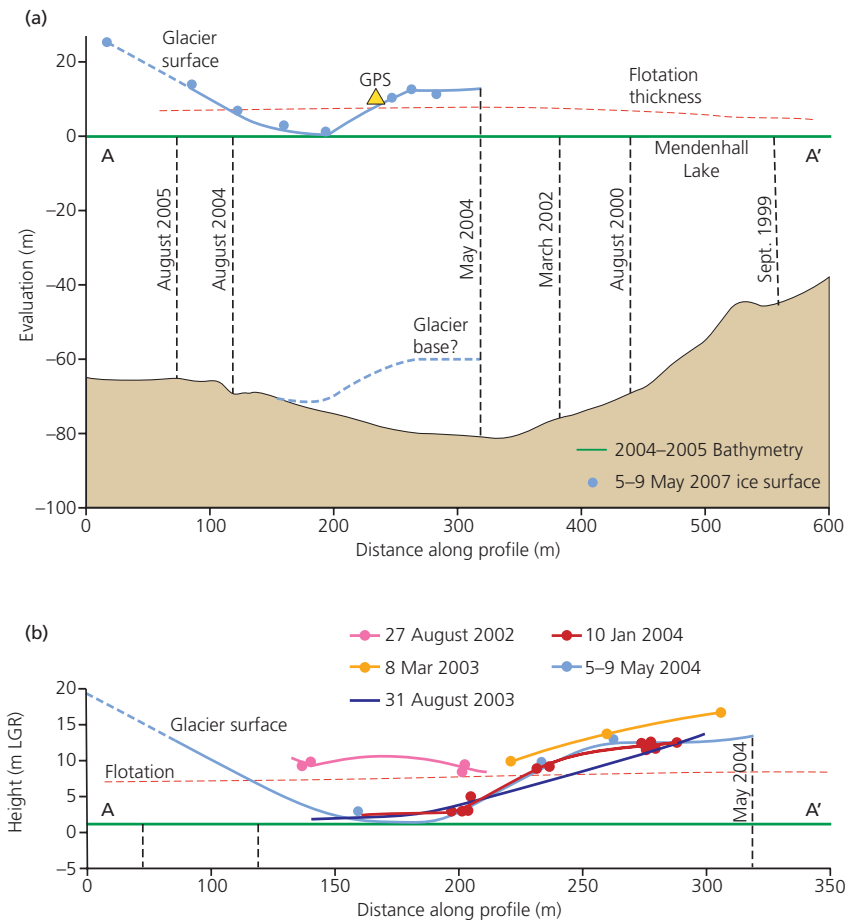 (a)
Evaluation (m)
20
0
−20
−40
−60
−80
−100
Glacier
surface
GPS
Flotation
thickness
A
A′
Mendenhall
Lake
August 2005
August 2004
May 2004
March 2002
August 2000
Sept. 1999
Glacier
base?
2004–2005 Bathymetry
5–9 May 2007 ice surface
0
100
200
300
400
500
600
Distance along profile (m)
(b)
27 August 2002
10 Jan 2004
8 Mar 2003
5–9 May 2004
31 August 2003
Height (m LGR)
20
15
10
5
0
−5
Glacier surface
Flotation
A
A′
May 2004
0
100
150
200
250
300
350
Distance along profile (m)